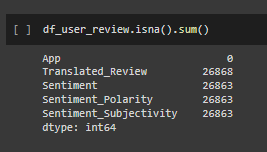 [ ] df_user_review.isna().sum()
App 0
Translated_Review 26868
Sentiment 26863
Sentiment_Polarity 26863
Sentiment_Subjectivity 26863
dtype: int64